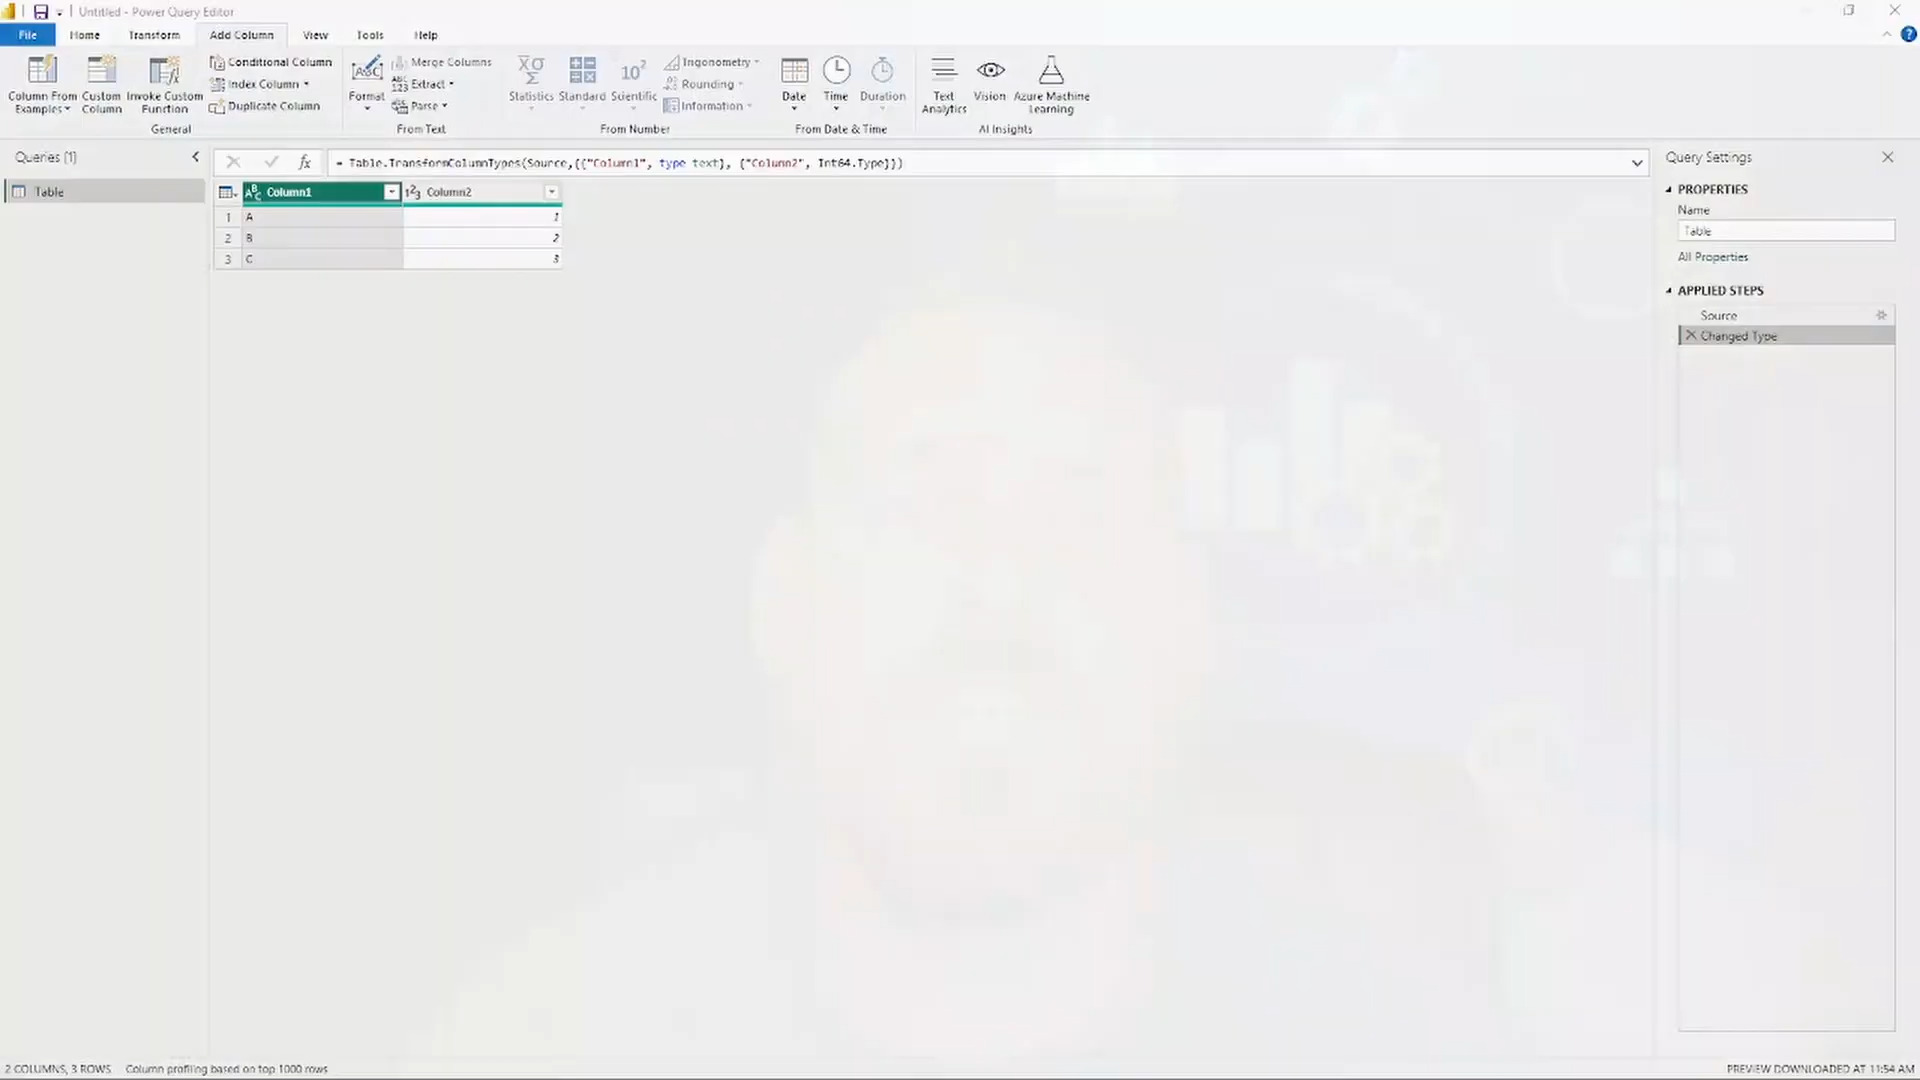 Untitled - Power Query Editor
File Home Transform Add Column View Tools Help
Column From Examples
Custom Column
Invoke Custom Function
Conditional Column
Index Column
Duplicate Column
General
Format
Merge Columns
Extract
Parse
From Text
Statistics
Standard
Scientific
Trigonometry
Rounding
Information
From Number
Date
Time
Duration
From Date & Time
Text Analytics
Vision
Azure Machine Learning
AI Insights
Queries [1]
Table
= Table.TransformColumnTypes(Source,{{"Column1", type text}, {"Column2", Int64.Type}})
Column1 Column2
1 A 1
2 B 2
3 C 3
Query Settings
PROPERTIES
Name
Table
All Properties
APPLIED STEPS
Source
Changed Type
2 COLUMNS, 3 ROWS Column profiling based on top 1000 rows
PREVIEW DOWNLOADED AT 11:54 AM